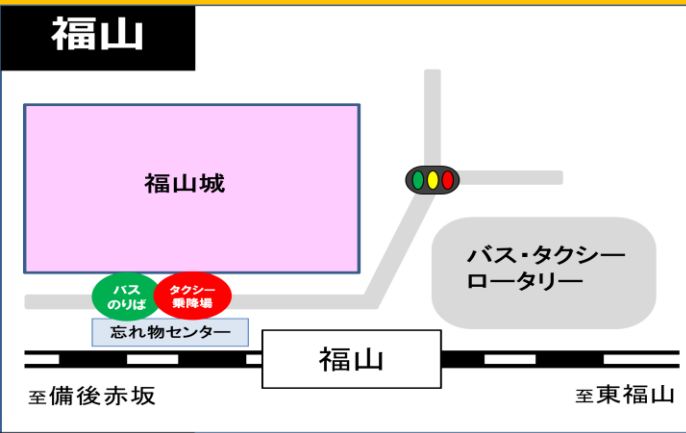 福山
福山城
バス・タクシー
ロータリー
バス
のりば
タクシー
乗降場
忘れ物センター
福山
至備後赤坂
至東福山